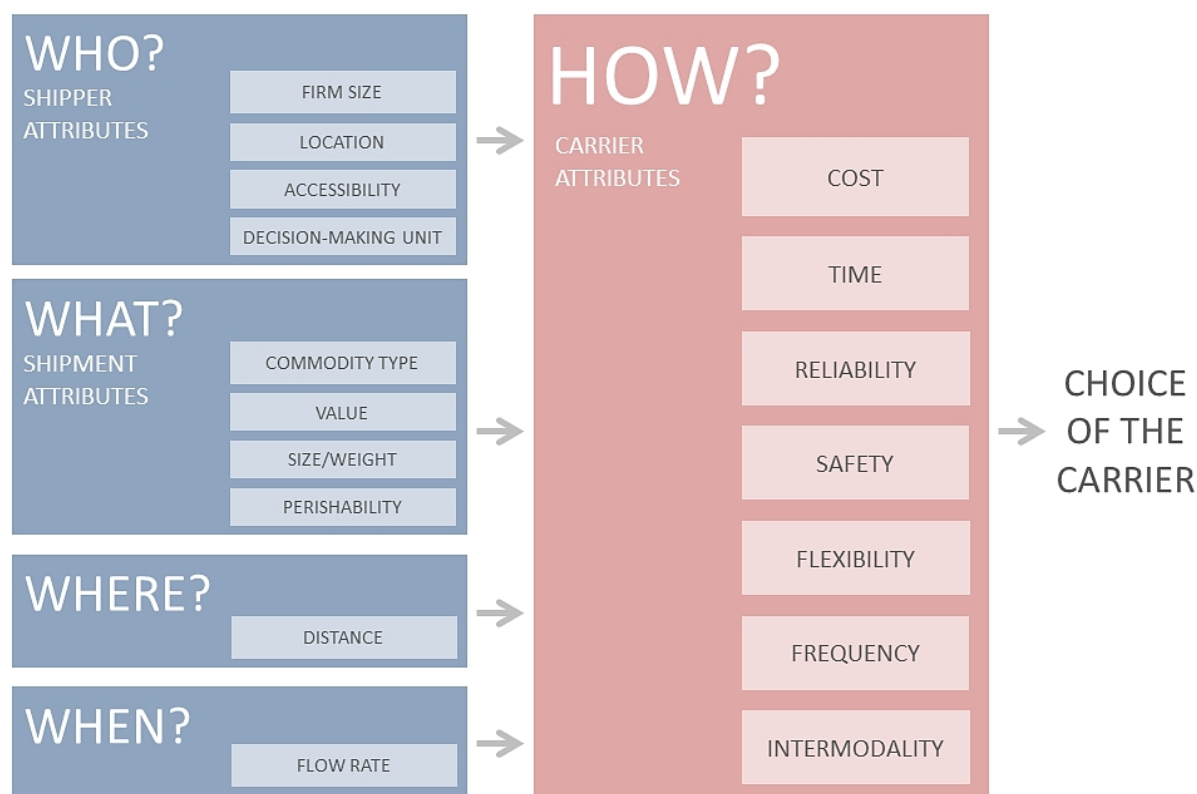 WHO?
SHIPPER
ATTRIBUTES
FIRM SIZE
LOCATION
ACCESSIBILITY
DECISION-MAKING UNIT
WHAT?
SHIPMENT
ATTRIBUTES
COMMODITY TYPE
VALUE
SIZE/WEIGHT
PERISHABILITY
WHERE?
DISTANCE
WHEN?
FLOW RATE
HOW?
CARRIER
ATTRIBUTES
COST
TIME
RELIABILITY
SAFETY
FLEXIBILITY
FREQUENCY
INTERMODALITY
CHOICE
OF THE
CARRIER